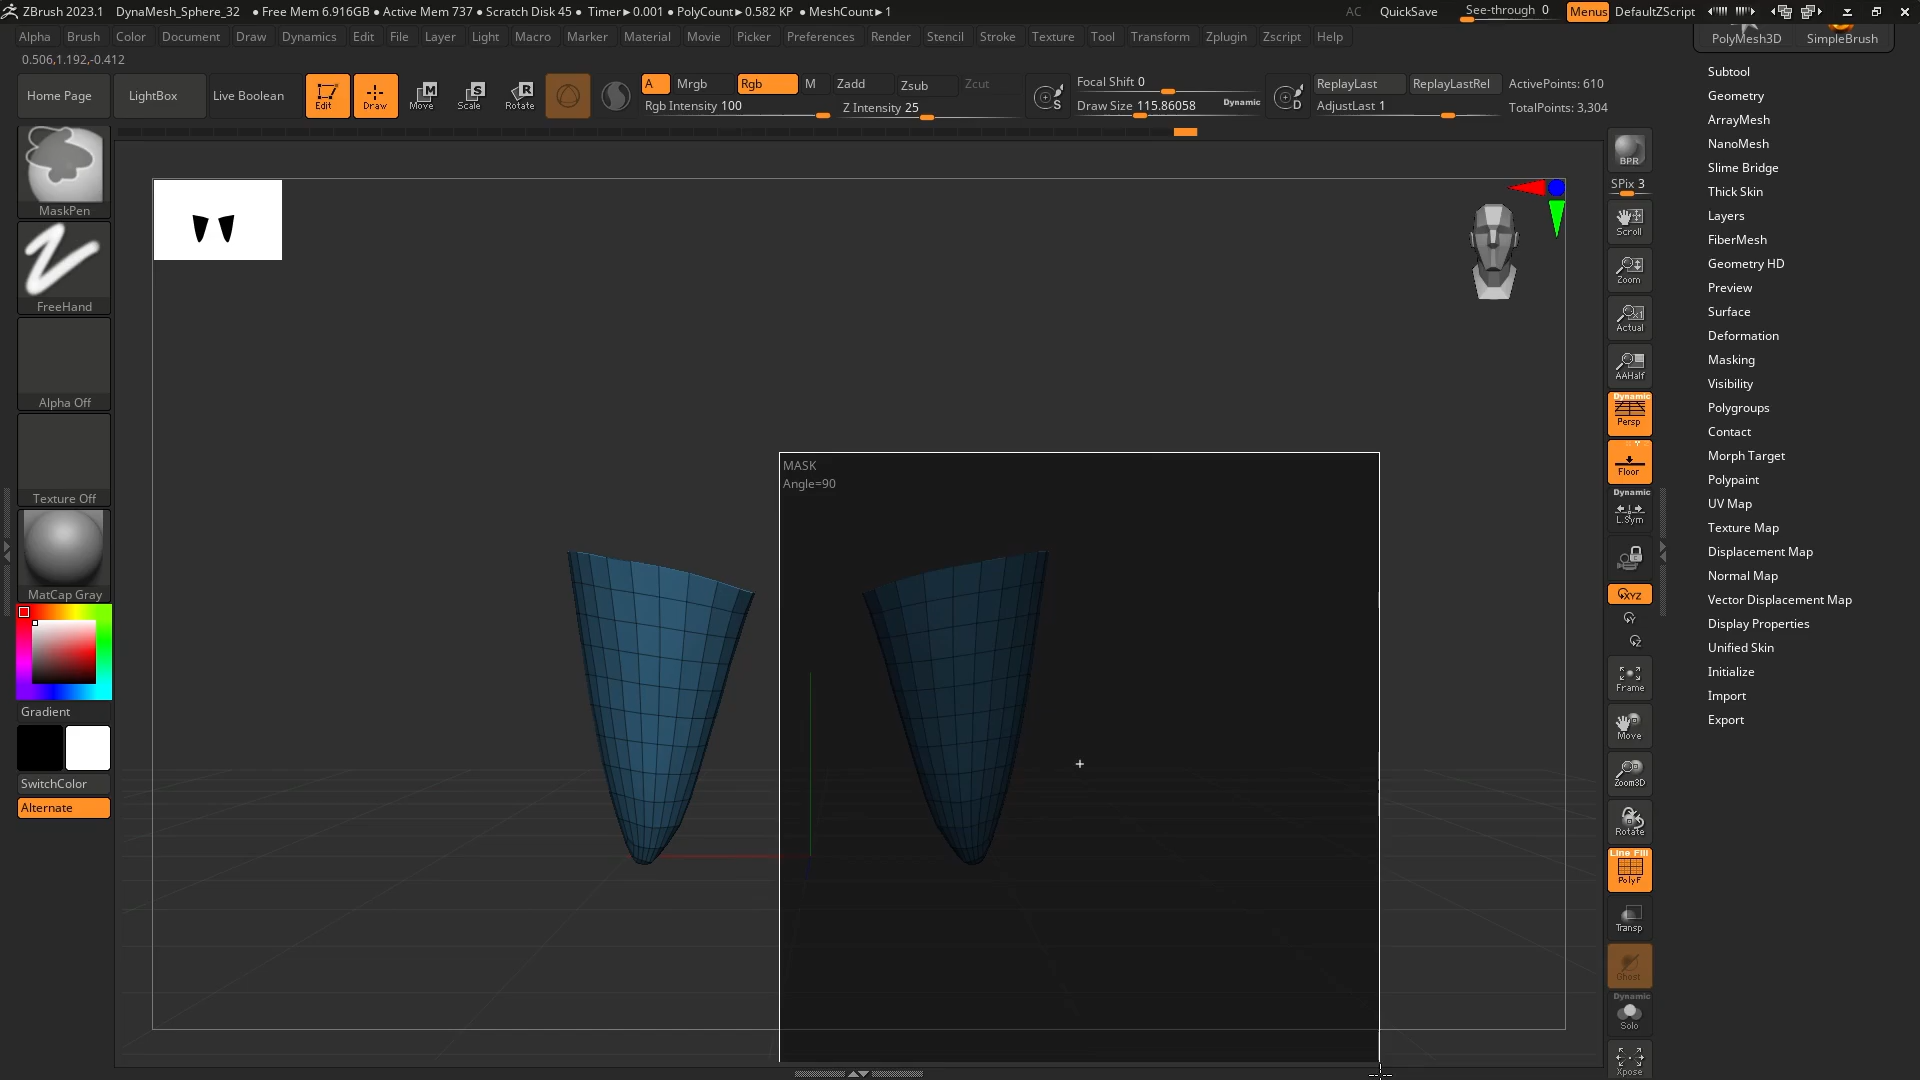 ZBrush 2023.1 DynaMesh_Sphere_32 • Free Mem 6.916GB • Active Mem 737 • Scratch Disk 45 • Timer►0.001 • PolyCount►0.582 KP • MeshCount►1 AC QuickSave See-through 0 Menus DefaultZScript
Alpha Brush Color Document Draw Dynamics Edit File Layer Light Macro Marker Material Movie Picker Preferences Render Stencil Stroke Texture Tool Transform Zplugin Zscript Help
PolyMesh3D SimpleBrush
0.506,1.192,-0.412
Home Page LightBox Live Boolean Edit Draw Move Scale Rotate
A Mrgb Rgb M Zadd Zsub Zcut
Rgb Intensity 100 Z Intensity 25
S Focal Shift 0
Draw Size 115.86058 Dynamic
D ReplayLast ReplayLastRel ActivePoints: 610
AdjustLast 1 TotalPoints: 3,304
MaskPen
FreeHand
Alpha Off
Texture Off
MatCap Gray
Gradient
SwitchColor
Alternate
MASK
Angle=90
BPR
SPix 3
Scroll
Zoom
Actual
AAHalf
Dynamic
Persp
Floor
Dynamic
L.Sym
XYZ
Y
Z
Frame
Move
Zoom3D
Rotate
Line Fill
PolyF
Transp
Ghost
Dynamic
Solo
Xpose
Subtool
Geometry
ArrayMesh
NanoMesh
Slime Bridge
Thick Skin
Layers
FiberMesh
Geometry HD
Preview
Surface
Deformation
Masking
Visibility
Polygroups
Contact
Morph Target
Polypaint
UV Map
Texture Map
Displacement Map
Normal Map
Vector Displacement Map
Display Properties
Unified Skin
Initialize
Import
Export